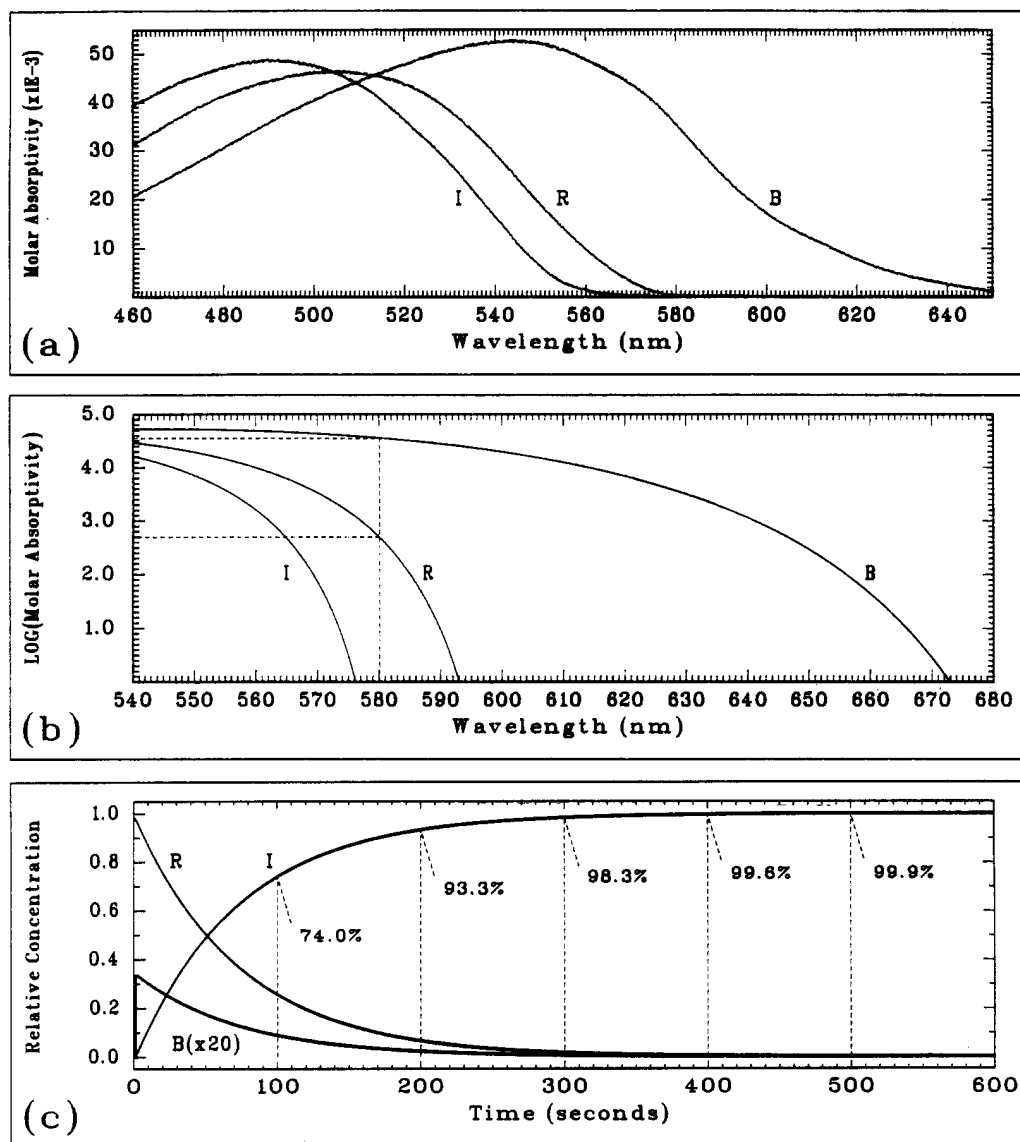 Molar Absorptivity (x1E-3)
50
40
30
20
10
I
R
B
460 480 500 520 540 560 580 600 620 640
Wavelength (nm)
(a)
LOG(Molar Absorptivity)
5.0
4.0
3.0
2.0
1.0
I
R
B
540 550 560 570 580 590 600 610 620 630 640 650 660 670 680
Wavelength (nm)
(b)
Relative Concentration
1.0
0.8
0.6
0.4
0.2
0.0
R
I
B(x20)
74.0%
93.3%
98.3%
99.6%
99.9%
0 100 200 300 400 500 600
Time (seconds)
(c)